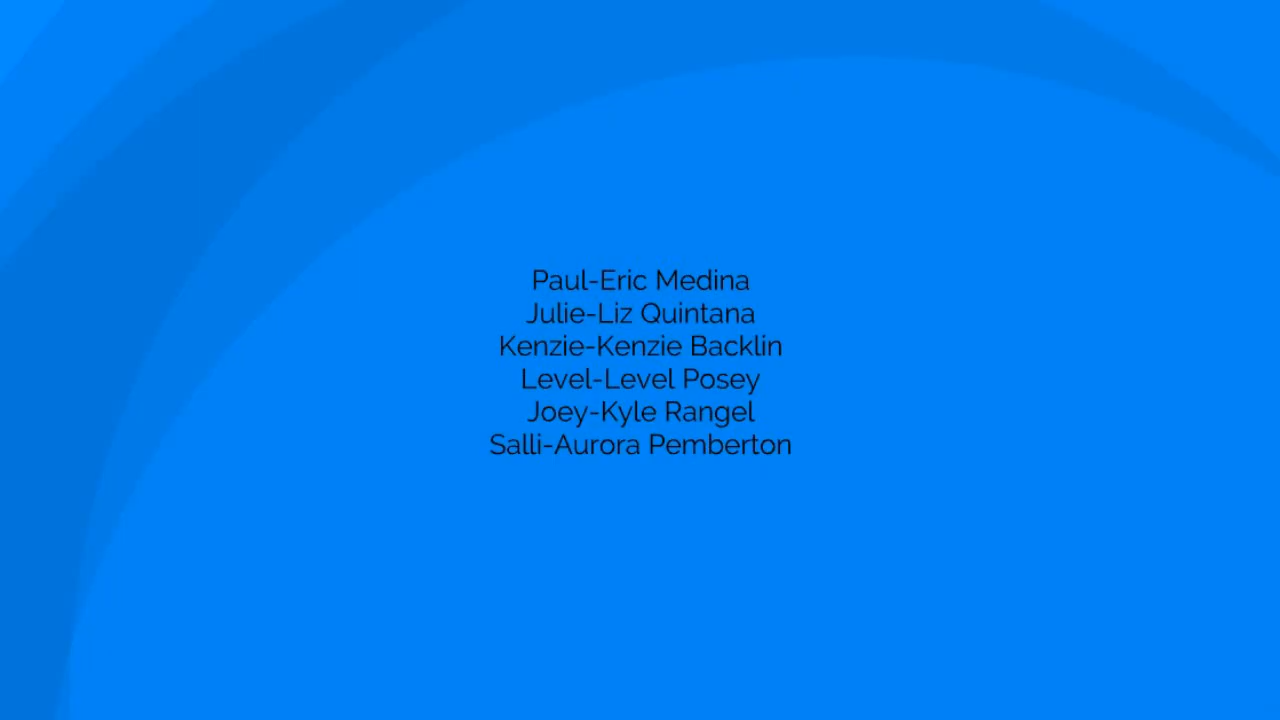 Paul-Eric Medina
Julie-Liz Quintana
Kenzie-Kenzie Backlin
Level-Level Posey
Joey-Kyle Rangel
Salli-Aurora Pemberton